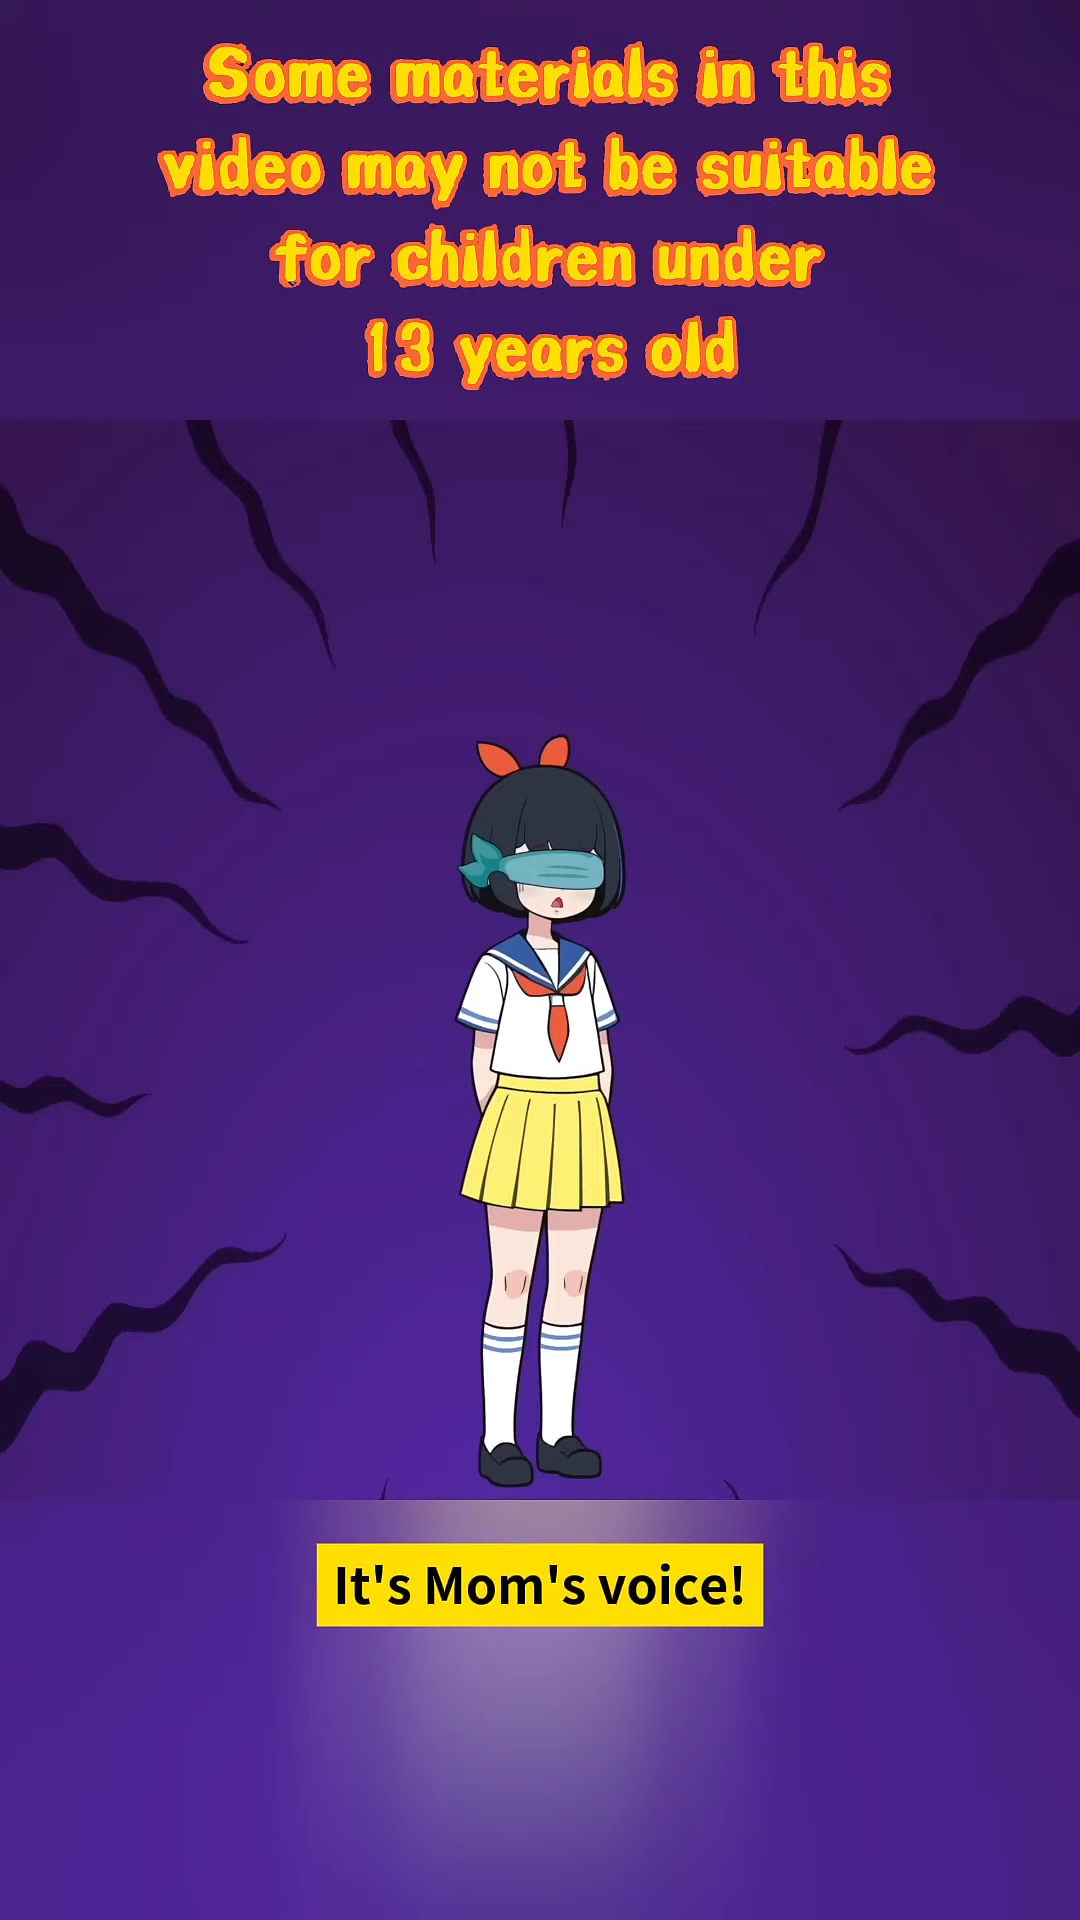 Some materials in this
video may not be suitable
for children under
13 years old
It's Mom's voice!